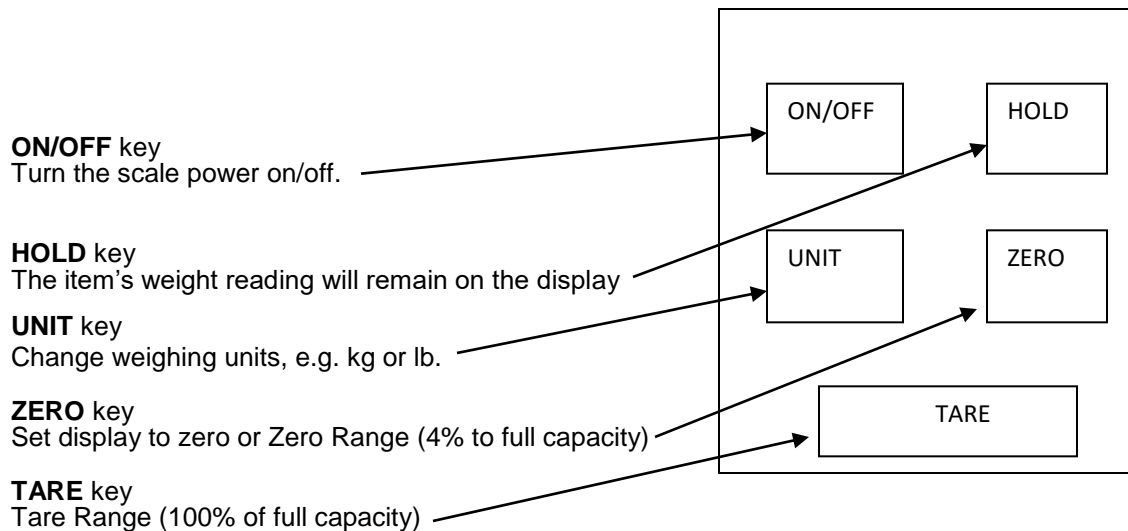 ON/OFF key
Turn the scale power on/off.
HOLD key
The item’s weight reading will remain on the display
UNIT key
Change weighing units, e.g. kg or lb.
ZERO key
Set display to zero or Zero Range (4% to full capacity)
TARE key
Tare Range (100% of full capacity)
ON/OFF
HOLD
UNIT
ZERO
TARE